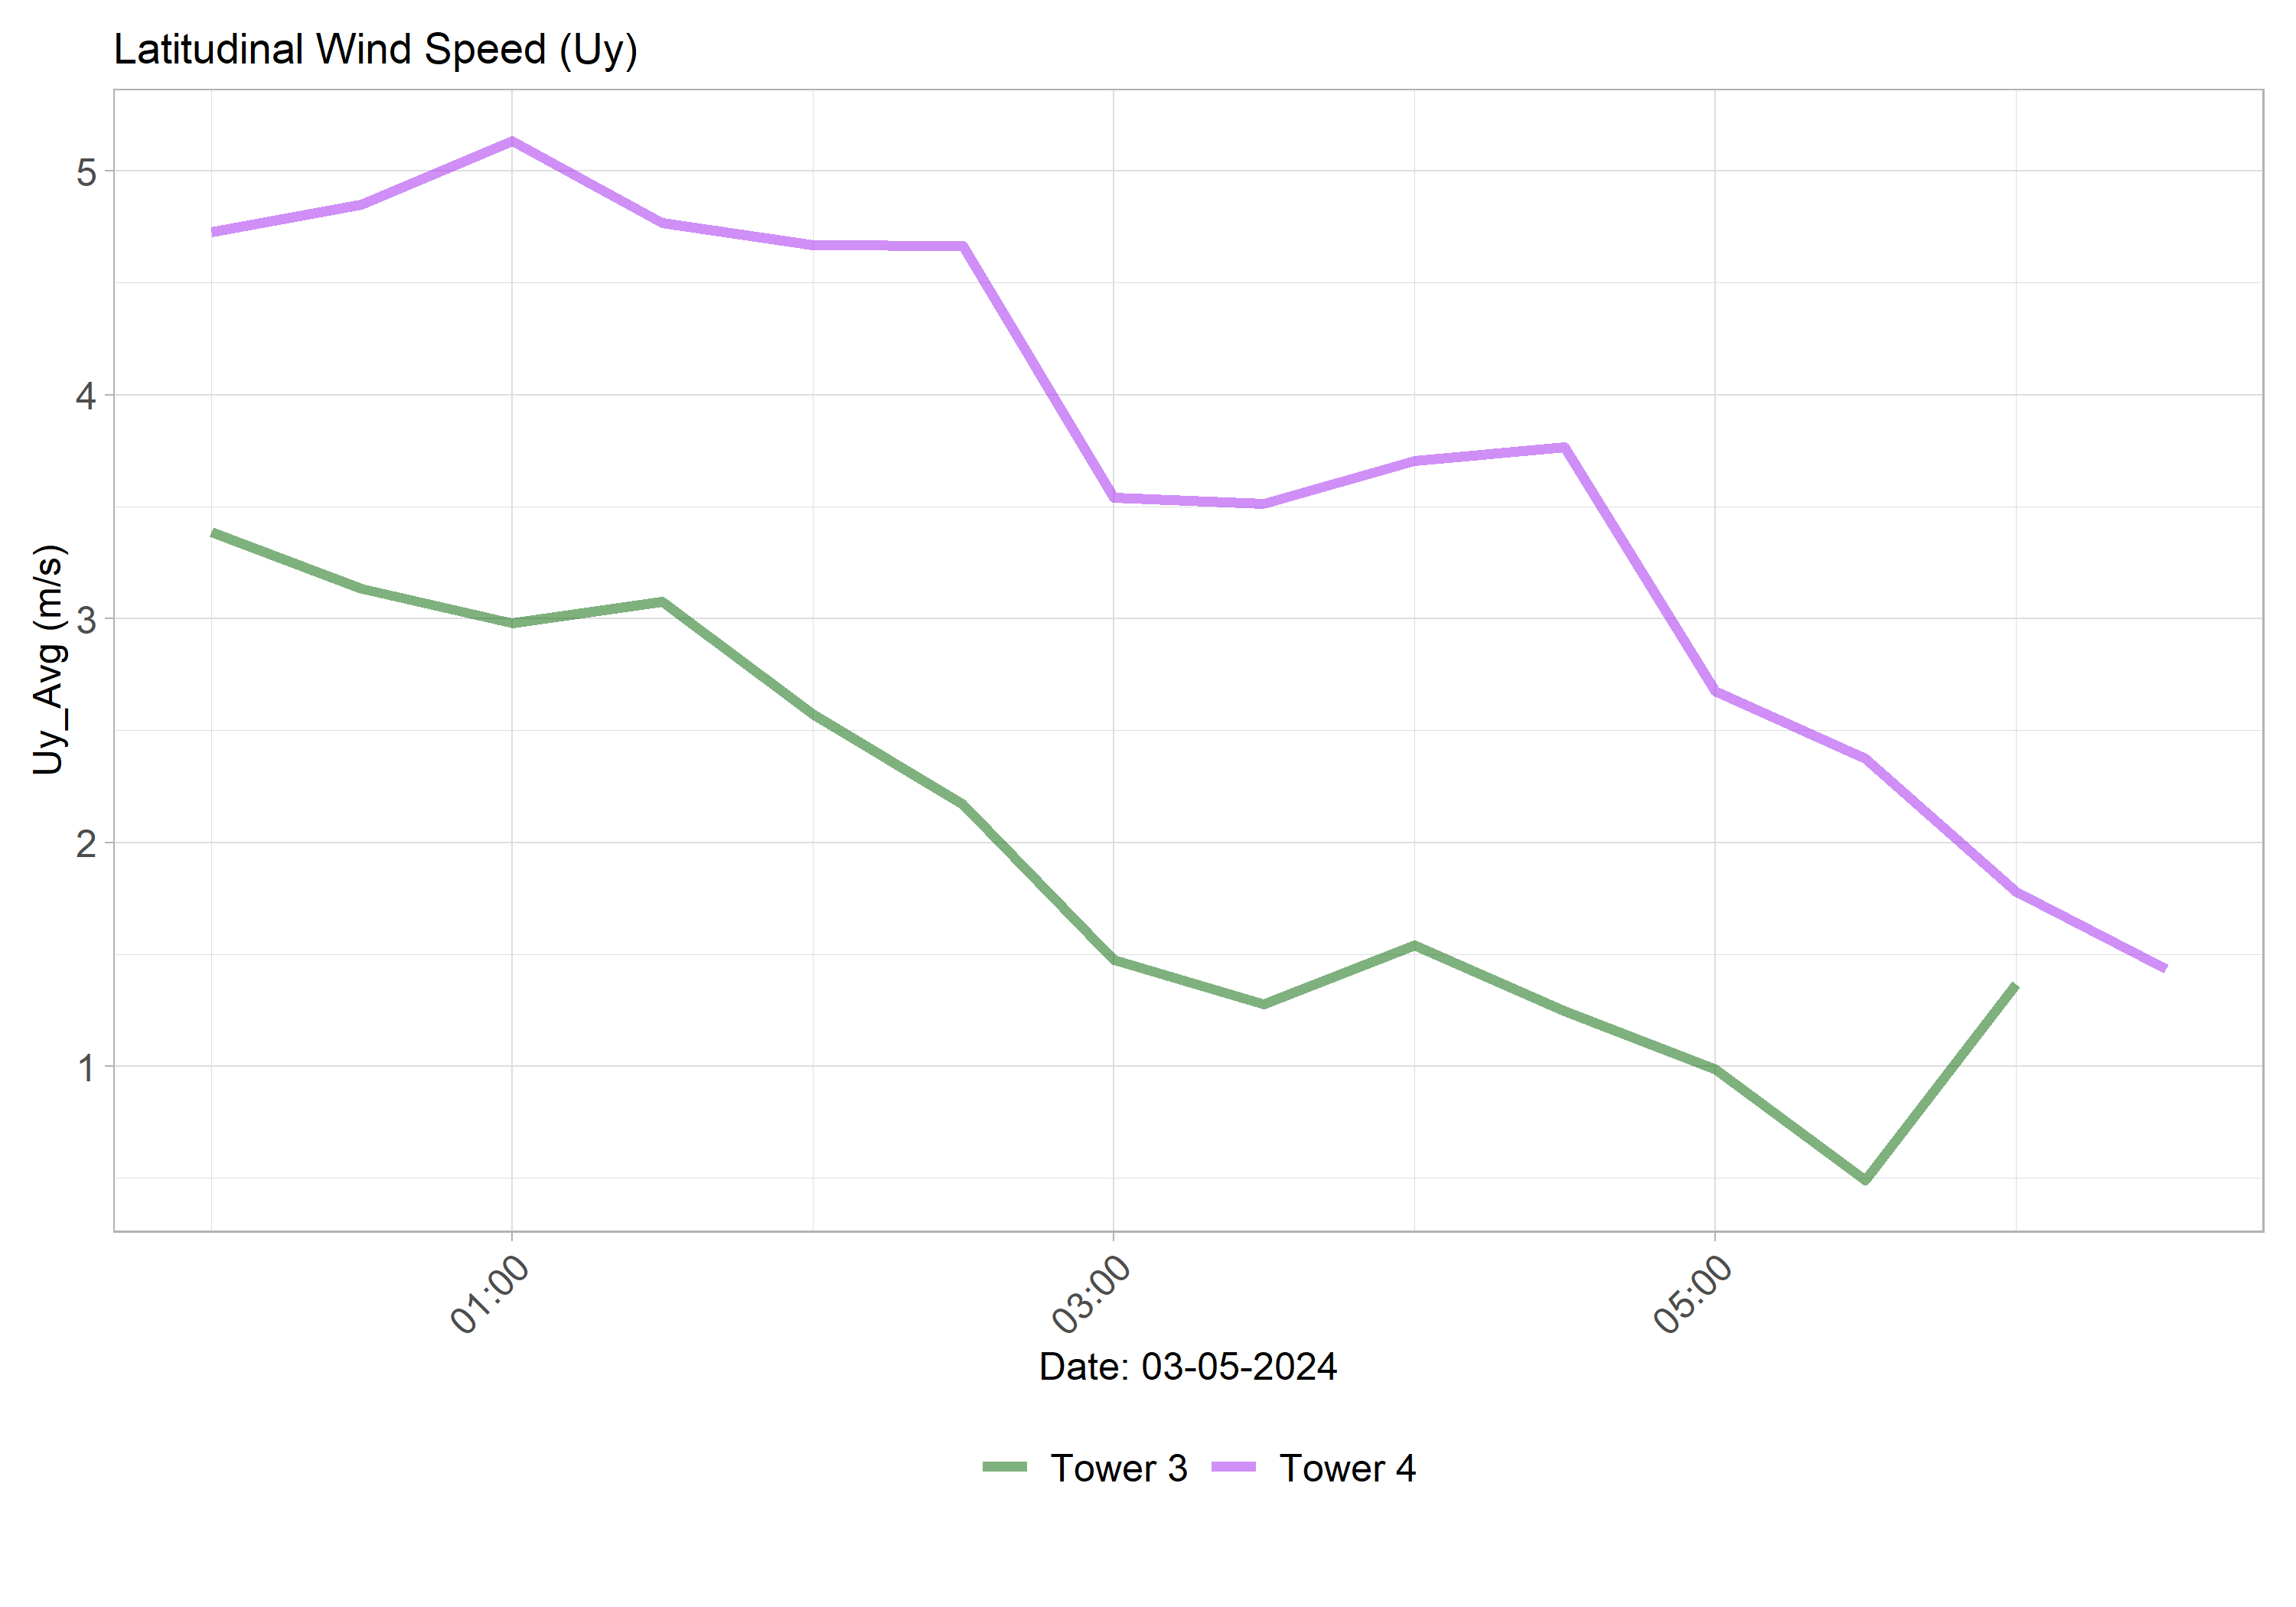 Latitudinal Wind Speed (Uy)
Uy_Avg (m/s)
5
4
3
2
1
01:00 03:00 05:00
Date: 03-05-2024
Tower 3 Tower 4